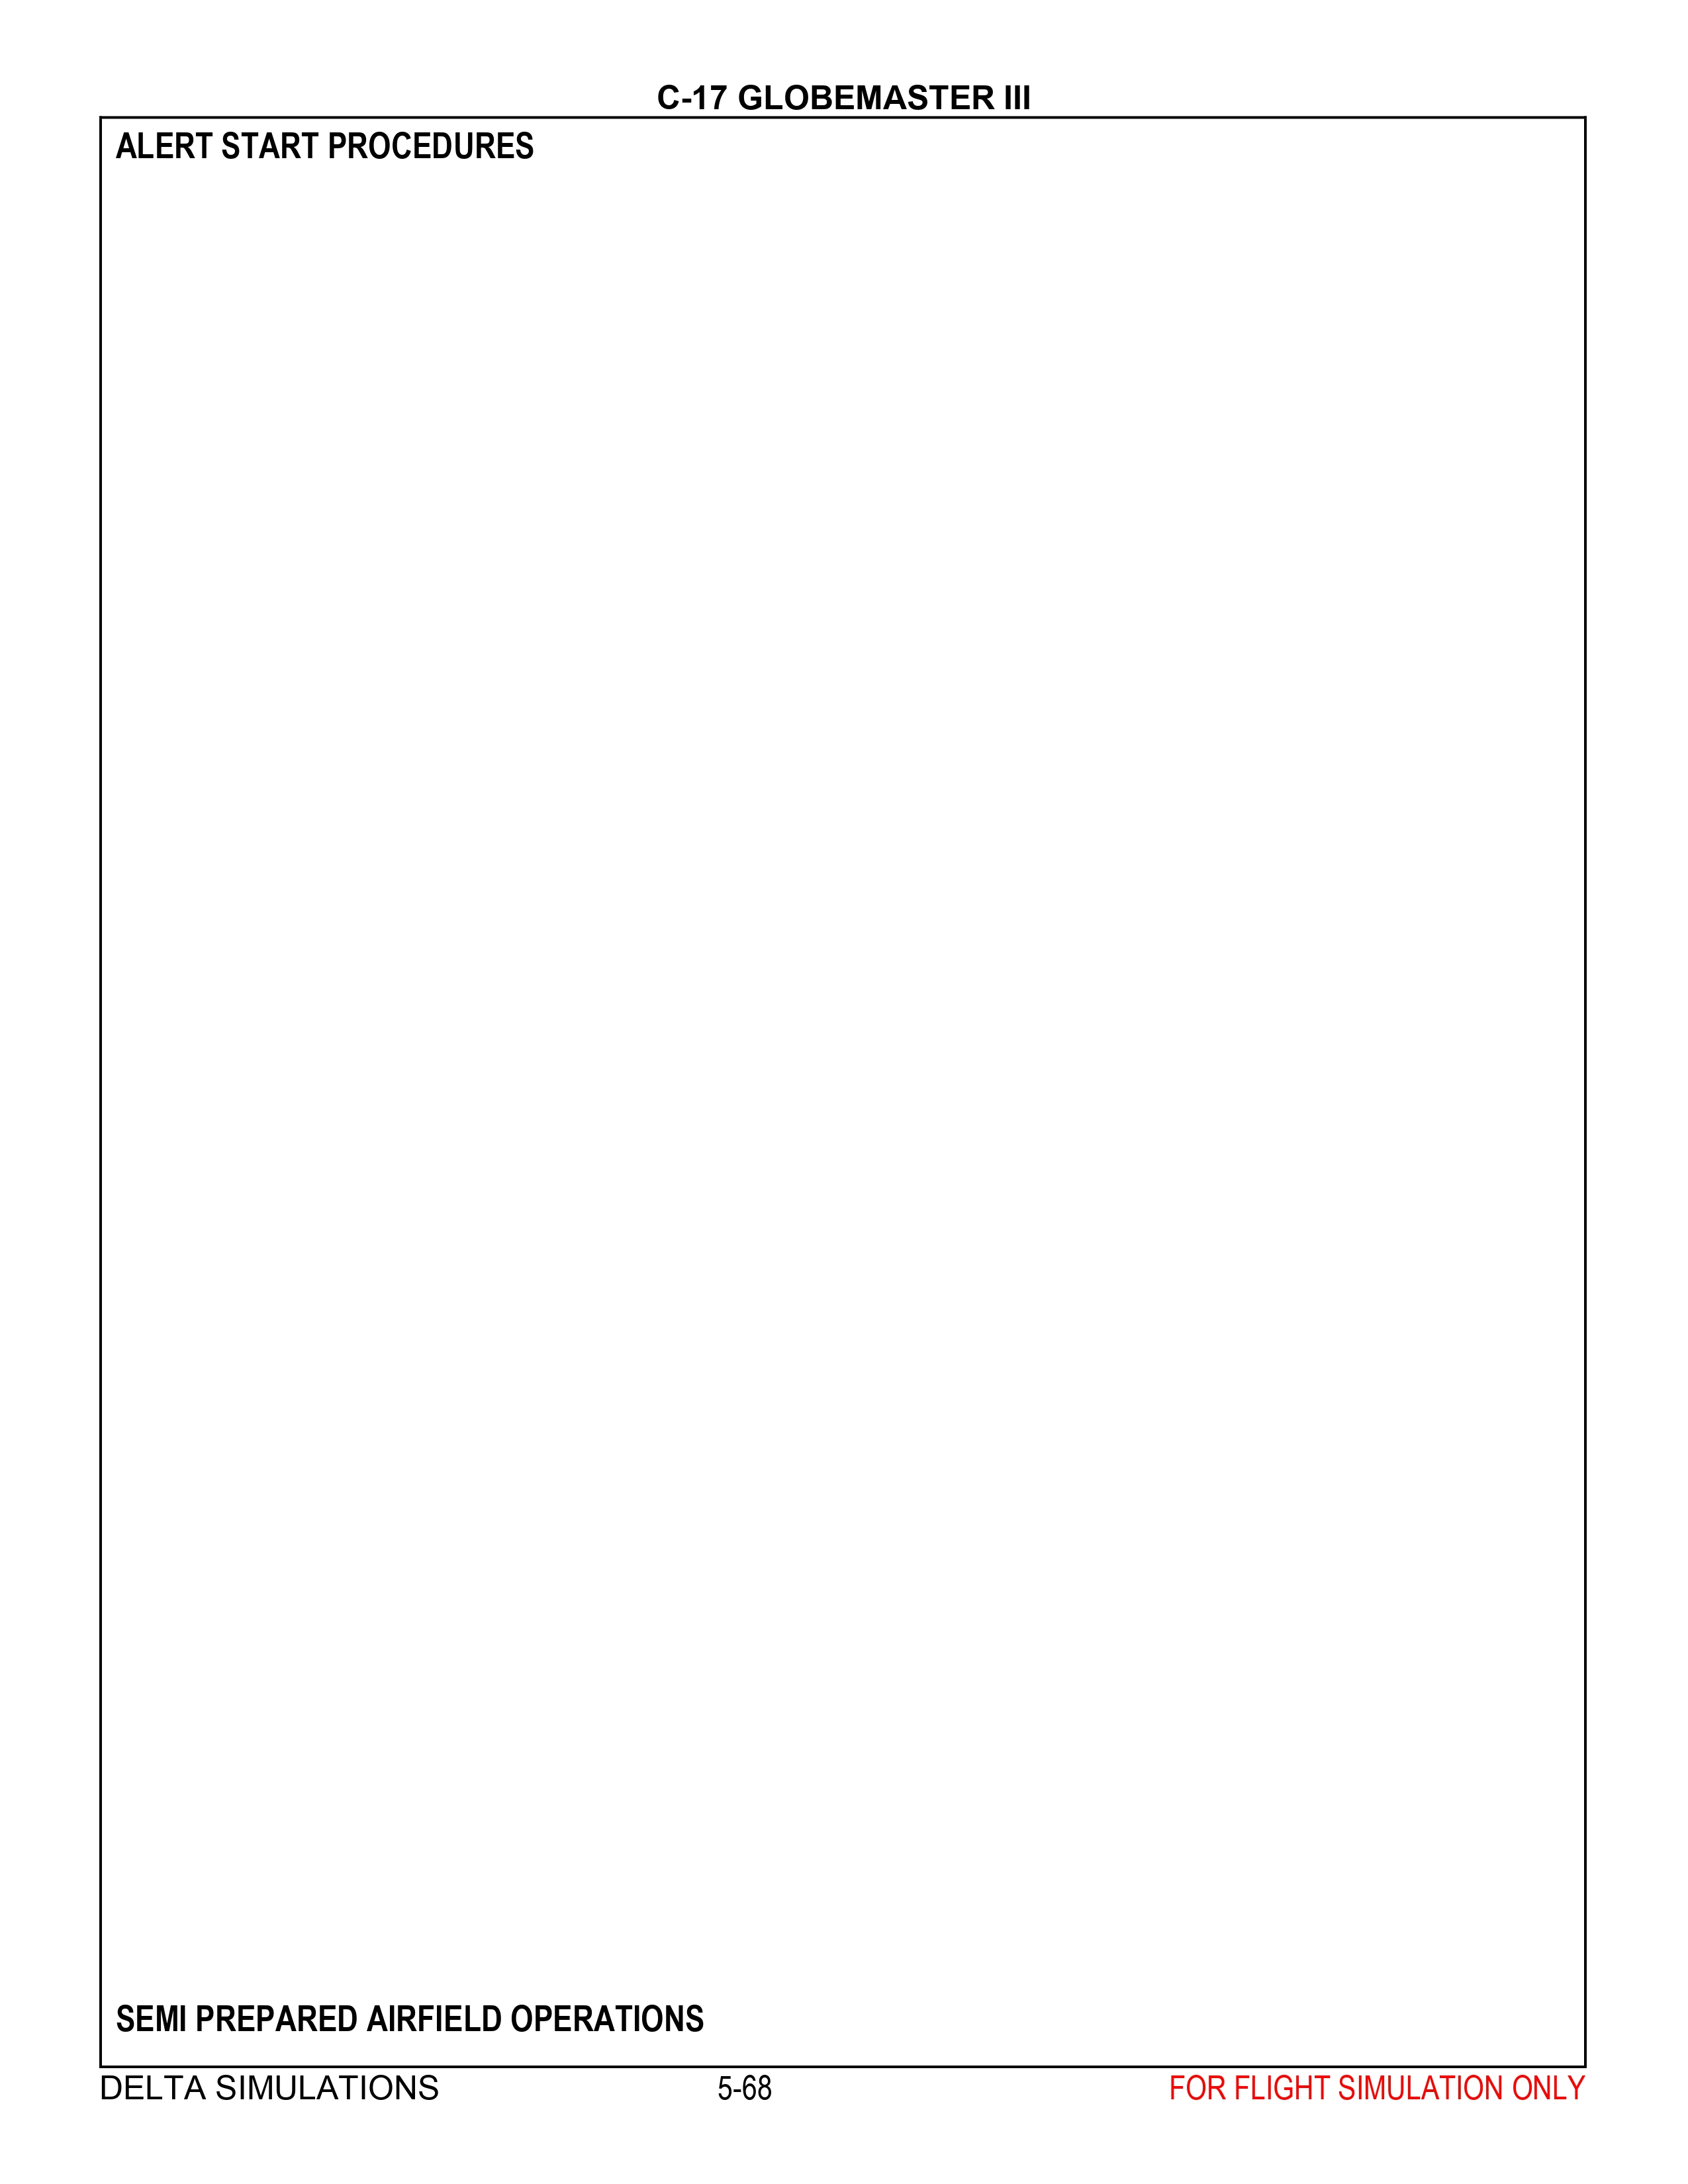 C-17 GLOBEMASTER III
ALERT START PROCEDURES
SEMI PREPARED AIRFIELD OPERATIONS
DELTA SIMULATIONS 5-68 FOR FLIGHT SIMULATION ONLY